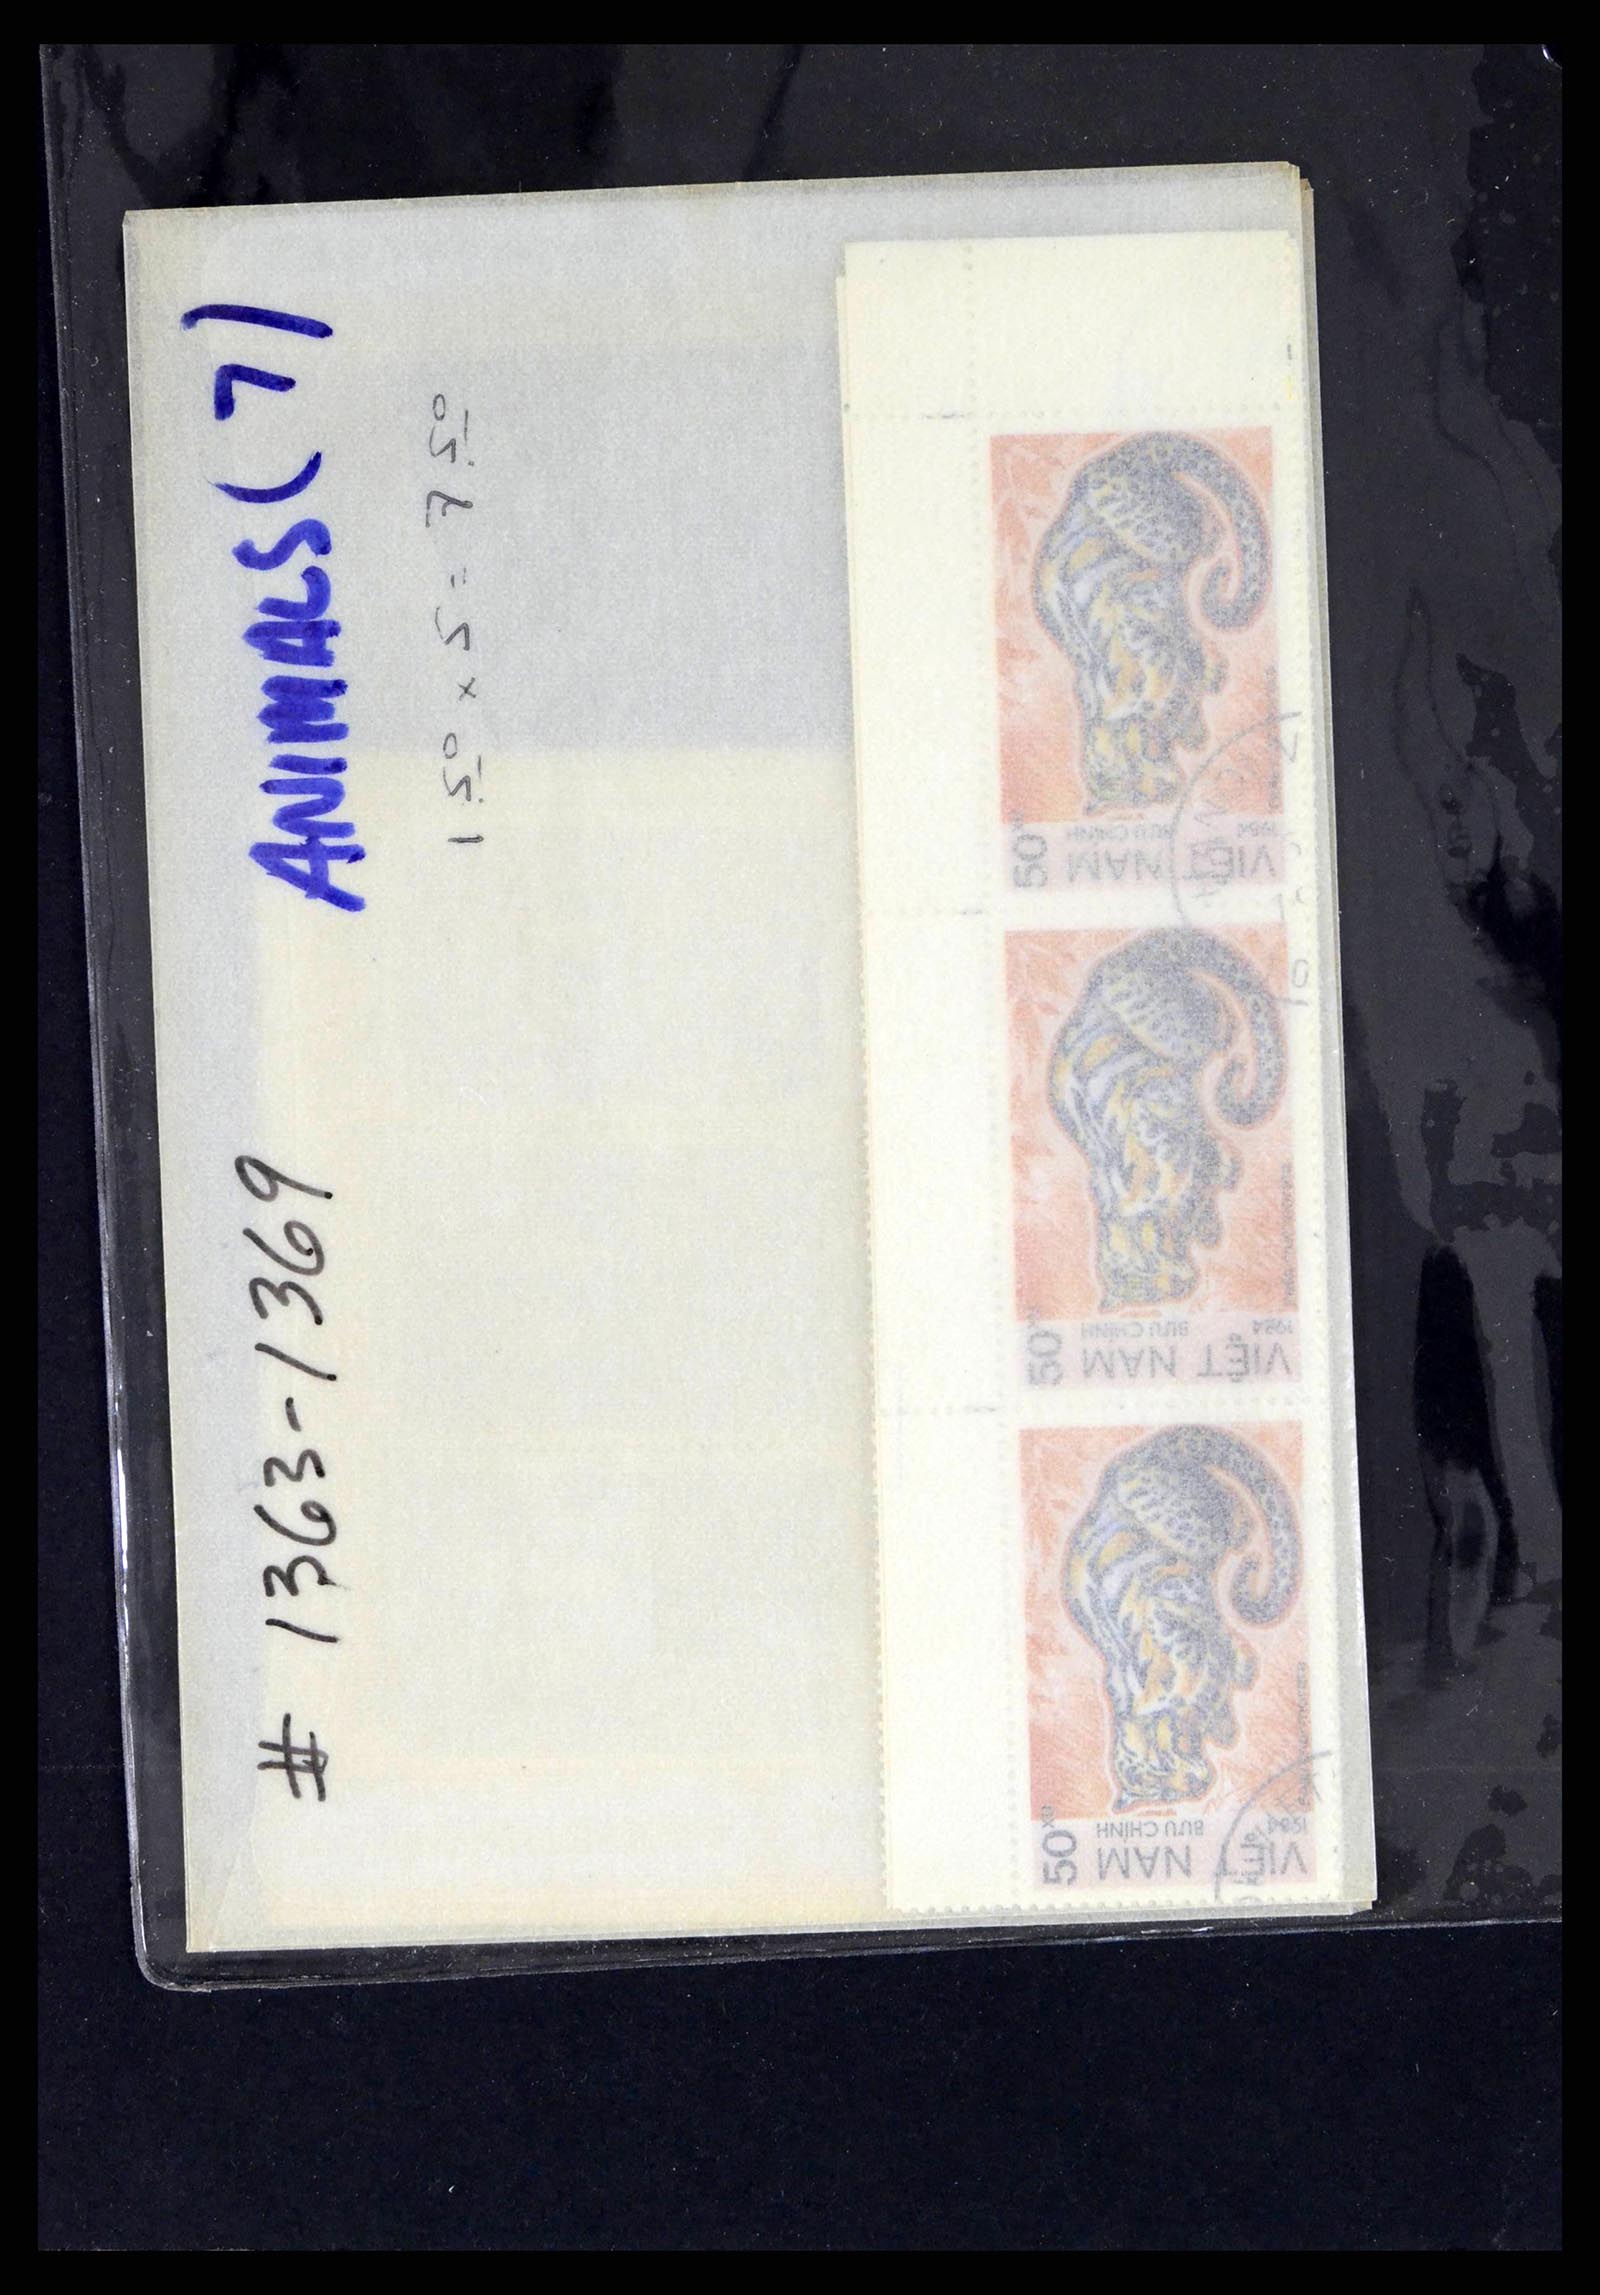 # 1363-1369 ANIMALS (7)
1.50 x 5 = 7.50
VIỆT NAM 50xu
1984 BƯU CHÍNH
VIỆT NAM 50xu
1984 BƯU CHÍNH
VIỆT NAM 50xu
1984 BƯU CHÍNH